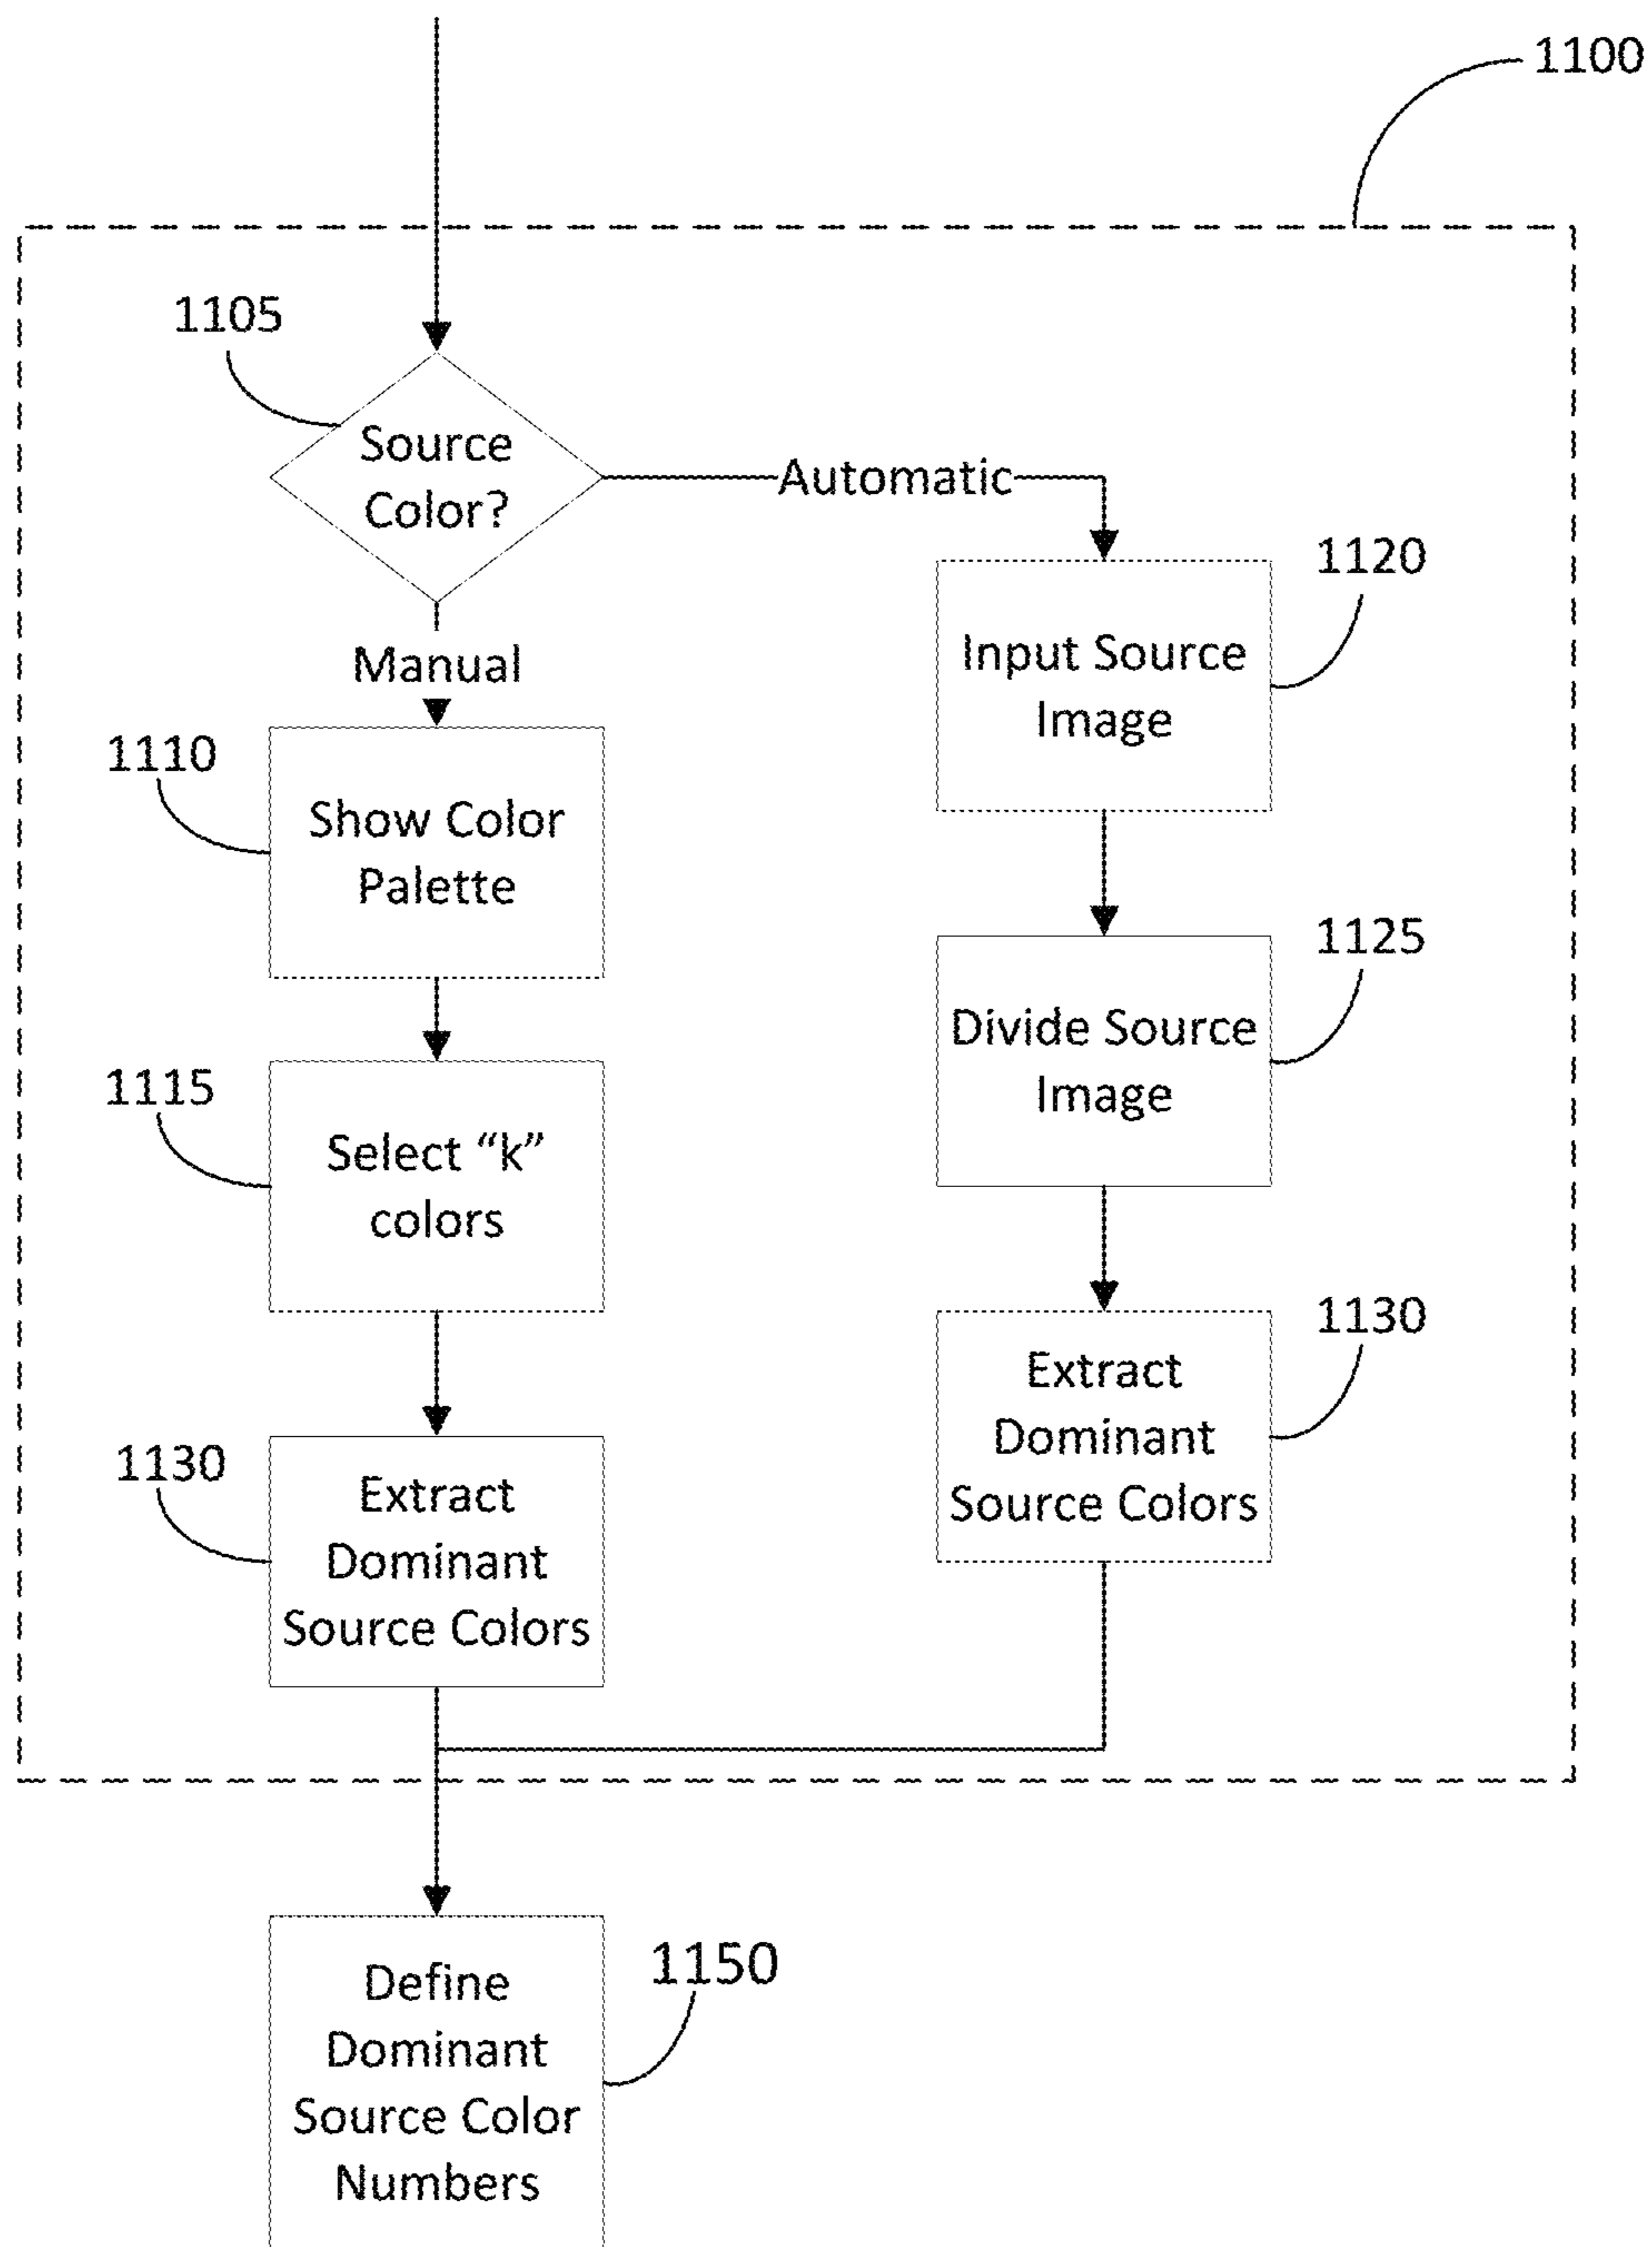 1100
1105
Source
Color?
Automatic
1120
Input Source
Image
Manual
1110
Show Color
Palette
1125
Divide Source
Image
1115
Select “k”
colors
1130
Extract
Dominant
Source Colors
1130
Extract
Dominant
Source Colors
1150
Define
Dominant
Source Color
Numbers